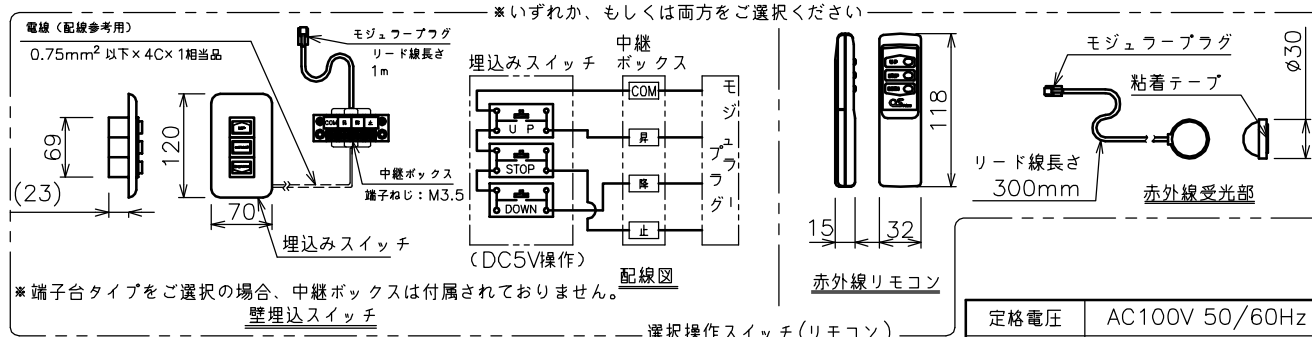 ※いずれか、もしくは両方をご選択ください
電線（配線参考用）
0.75mm² 以下×4C×1相当品
モジュラープラグ
リード線長さ
1m
COM 昇 降 止
69
(23)
120
70
中継ボックス
端子ねじ：M3.5
埋込みスイッチ
※端子台タイプをご選択の場合、中継ボックスは付属されておりません。
壁埋込スイッチ
埋込みスイッチ
中継
ボックス
UP
STOP
DOWN
COM
昇
降
止
モジュラープラグ
(DC5V操作)
配線図
118
15
32
赤外線リモコン
モジュラープラグ
粘着テープ
ø30
リード線長さ
300mm
赤外線受光部
選択操作スイッチ(リモコン)
定格電圧 AC100V 50/60Hz